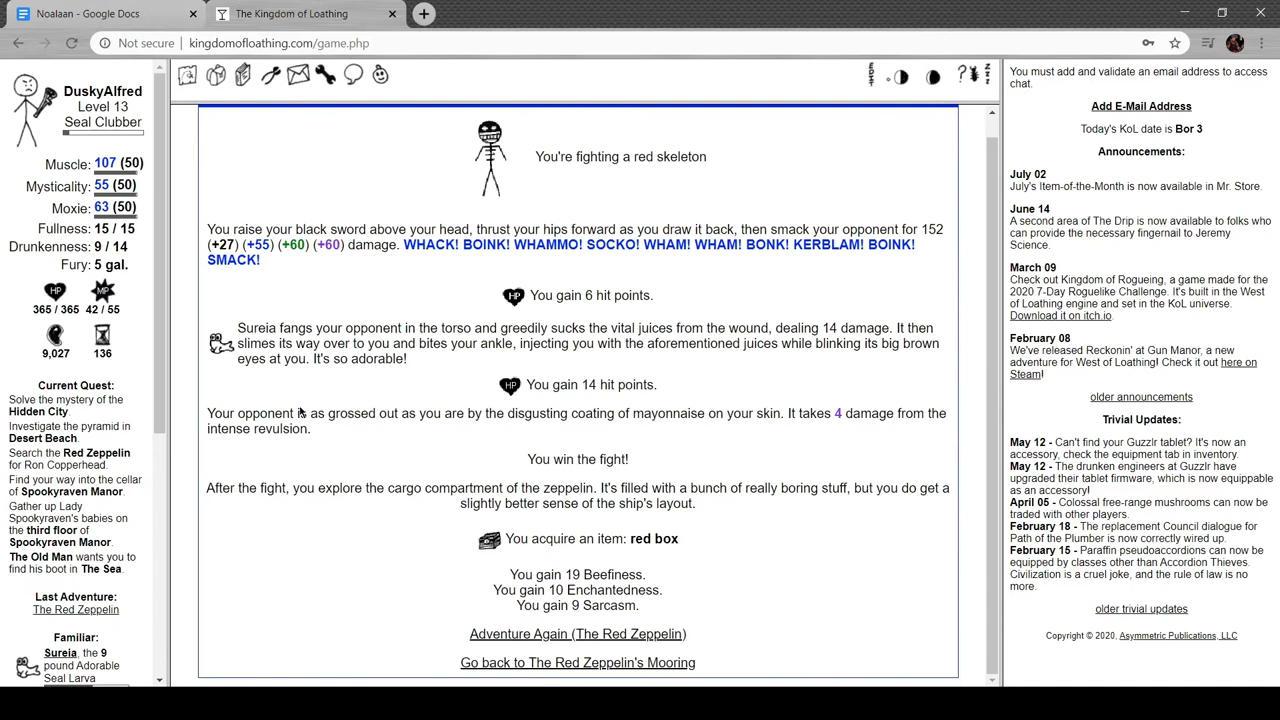 Noalaan - Google Docs
The Kingdom of Loathing
Not secure | kingdomofloathing.com/game.php
DuskyAlfred
Level 13
Seal Clubber
Muscle: 107 (50)
Mysticality: 55 (50)
Moxie: 63 (50)
Fullness: 15 / 15
Drunkenness: 9 / 14
Fury: 5 gal.
HP MP
365 / 365 42 / 55
9,027 136
Current Quest:
Solve the mystery of the
Hidden City.
Investigate the pyramid in
Desert Beach.
Search the Red Zeppelin
for Ron Copperhead.
Find your way into the cellar
of Spookyraven Manor.
Gather up Lady
Spookyraven's babies on
the third floor of
Spookyraven Manor.
The Old Man wants you to
find his boot in The Sea.
Last Adventure:
The Red Zeppelin
Familiar:
Sureia, the 9
pound Adorable
Seal Larva
You're fighting a red skeleton
You raise your black sword above your head, thrust your hips forward as you draw it back, then smack your opponent for 152
(+27) (+55) (+60) (+60) damage. WHACK! BOINK! WHAMMO! SOCKO! WHAM! WHAM! BONK! KERBLAM! BOINK!
SMACK!
HP You gain 6 hit points.
Sureia fangs your opponent in the torso and greedily sucks the vital juices from the wound, dealing 14 damage. It then
slimes its way over to you and bites your ankle, injecting you with the aforementioned juices while blinking its big brown
eyes at you. It's so adorable!
HP You gain 14 hit points.
Your opponent is as grossed out as you are by the disgusting coating of mayonnaise on your skin. It takes 4 damage from the
intense revulsion.
You win the fight!
After the fight, you explore the cargo compartment of the zeppelin. It's filled with a bunch of really boring stuff, but you do get a
slightly better sense of the ship's layout.
You acquire an item: red box
You gain 19 Beefiness.
You gain 10 Enchantedness.
You gain 9 Sarcasm.
Adventure Again (The Red Zeppelin)
Go back to The Red Zeppelin's Mooring
You must add and validate an email address to access
chat.
Add E-Mail Address
Today's KoL date is Bor 3
Announcements:
July 02
July's Item-of-the-Month is now available in Mr. Store.
June 14
A second area of The Drip is now available to folks who
can provide the necessary fingernail to Jeremy
Science.
March 09
Check out Kingdom of Rogueing, a game made for the
2020 7-Day Roguelike Challenge. It's built in the West
of Loathing engine and set in the KoL universe.
Download it on itch.io.
February 08
We've released Reckonin' at Gun Manor, a new
adventure for West of Loathing! Check it out here on
Steam!
older announcements
Trivial Updates:
May 12 - Can't find your Guzzlr tablet? It's now an
accessory, check the equipment tab in inventory.
May 12 - The drunken engineers at Guzzlr have
upgraded their tablet firmware, which is now equippable
as an accessory!
April 05 - Colossal free-range mushrooms can now be
traded with other players.
February 18 - The replacement Council dialogue for
Path of the Plumber is now correctly wired up.
February 15 - Paraffin pseudoaccordions can now be
equipped by classes other than Accordion Thieves.
Civilization is a cruel joke, and the rule of law is no
more.
older trivial updates
Copyright © 2020, Asymmetric Publications, LLC